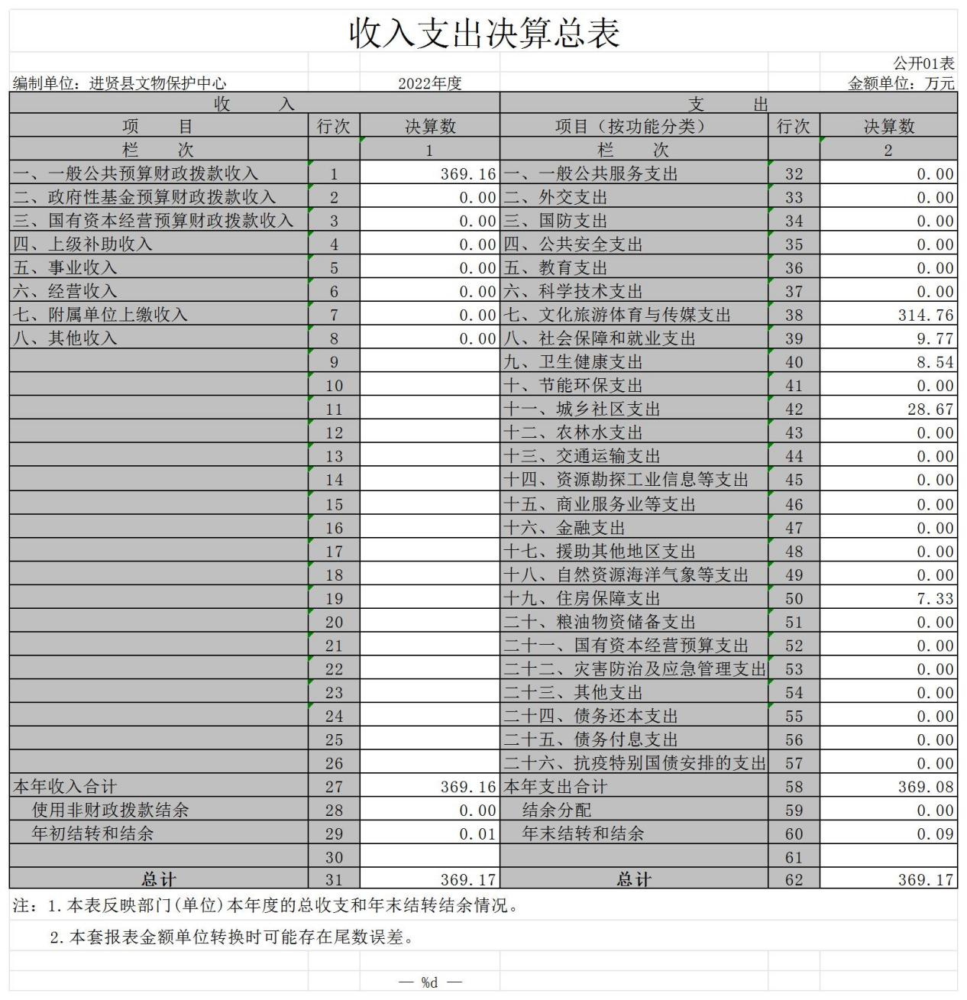 收入支出决算总表
公开01表
编制单位：进贤县文物保护中心 2022年度 金额单位：万元
收 入 支 出
项 目 行次 决算数 项目（按功能分类） 行次 决算数
栏 次 1 栏 次 2
一、一般公共预算财政拨款收入 1 369.16 一、一般公共服务支出 32 0.00
二、政府性基金预算财政拨款收入 2 0.00 二、外交支出 33 0.00
三、国有资本经营预算财政拨款收入 3 0.00 三、国防支出 34 0.00
四、上级补助收入 4 0.00 四、公共安全支出 35 0.00
五、事业收入 5 0.00 五、教育支出 36 0.00
六、经营收入 6 0.00 六、科学技术支出 37 0.00
七、附属单位上缴收入 7 0.00 七、文化旅游体育与传媒支出 38 314.76
八、其他收入 8 0.00 八、社会保障和就业支出 39 9.77
9 九、卫生健康支出 40 8.54
10 十、节能环保支出 41 0.00
11 十一、城乡社区支出 42 28.67
12 十二、农林水支出 43 0.00
13 十三、交通运输支出 44 0.00
14 十四、资源勘探工业信息等支出 45 0.00
15 十五、商业服务业等支出 46 0.00
16 十六、金融支出 47 0.00
17 十七、援助其他地区支出 48 0.00
18 十八、自然资源海洋气象等支出 49 0.00
19 十九、住房保障支出 50 7.33
20 二十、粮油物资储备支出 51 0.00
21 二十一、国有资本经营预算支出 52 0.00
22 二十二、灾害防治及应急管理支出 53 0.00
23 二十三、其他支出 54 0.00
24 二十四、债务还本支出 55 0.00
25 二十五、债务付息支出 56 0.00
26 二十六、抗疫特别国债安排的支出 57 0.00
本年收入合计 27 369.16 本年支出合计 58 369.08
使用非财政拨款结余 28 0.00 结余分配 59 0.00
年初结转和结余 29 0.01 年末结转和结余 60 0.09
30 61
总计 31 369.17 总计 62 369.17
注：1.本表反映部门(单位)本年度的总收支和年末结转结余情况。
2.本套报表金额单位转换时可能存在尾数误差。
— %d —